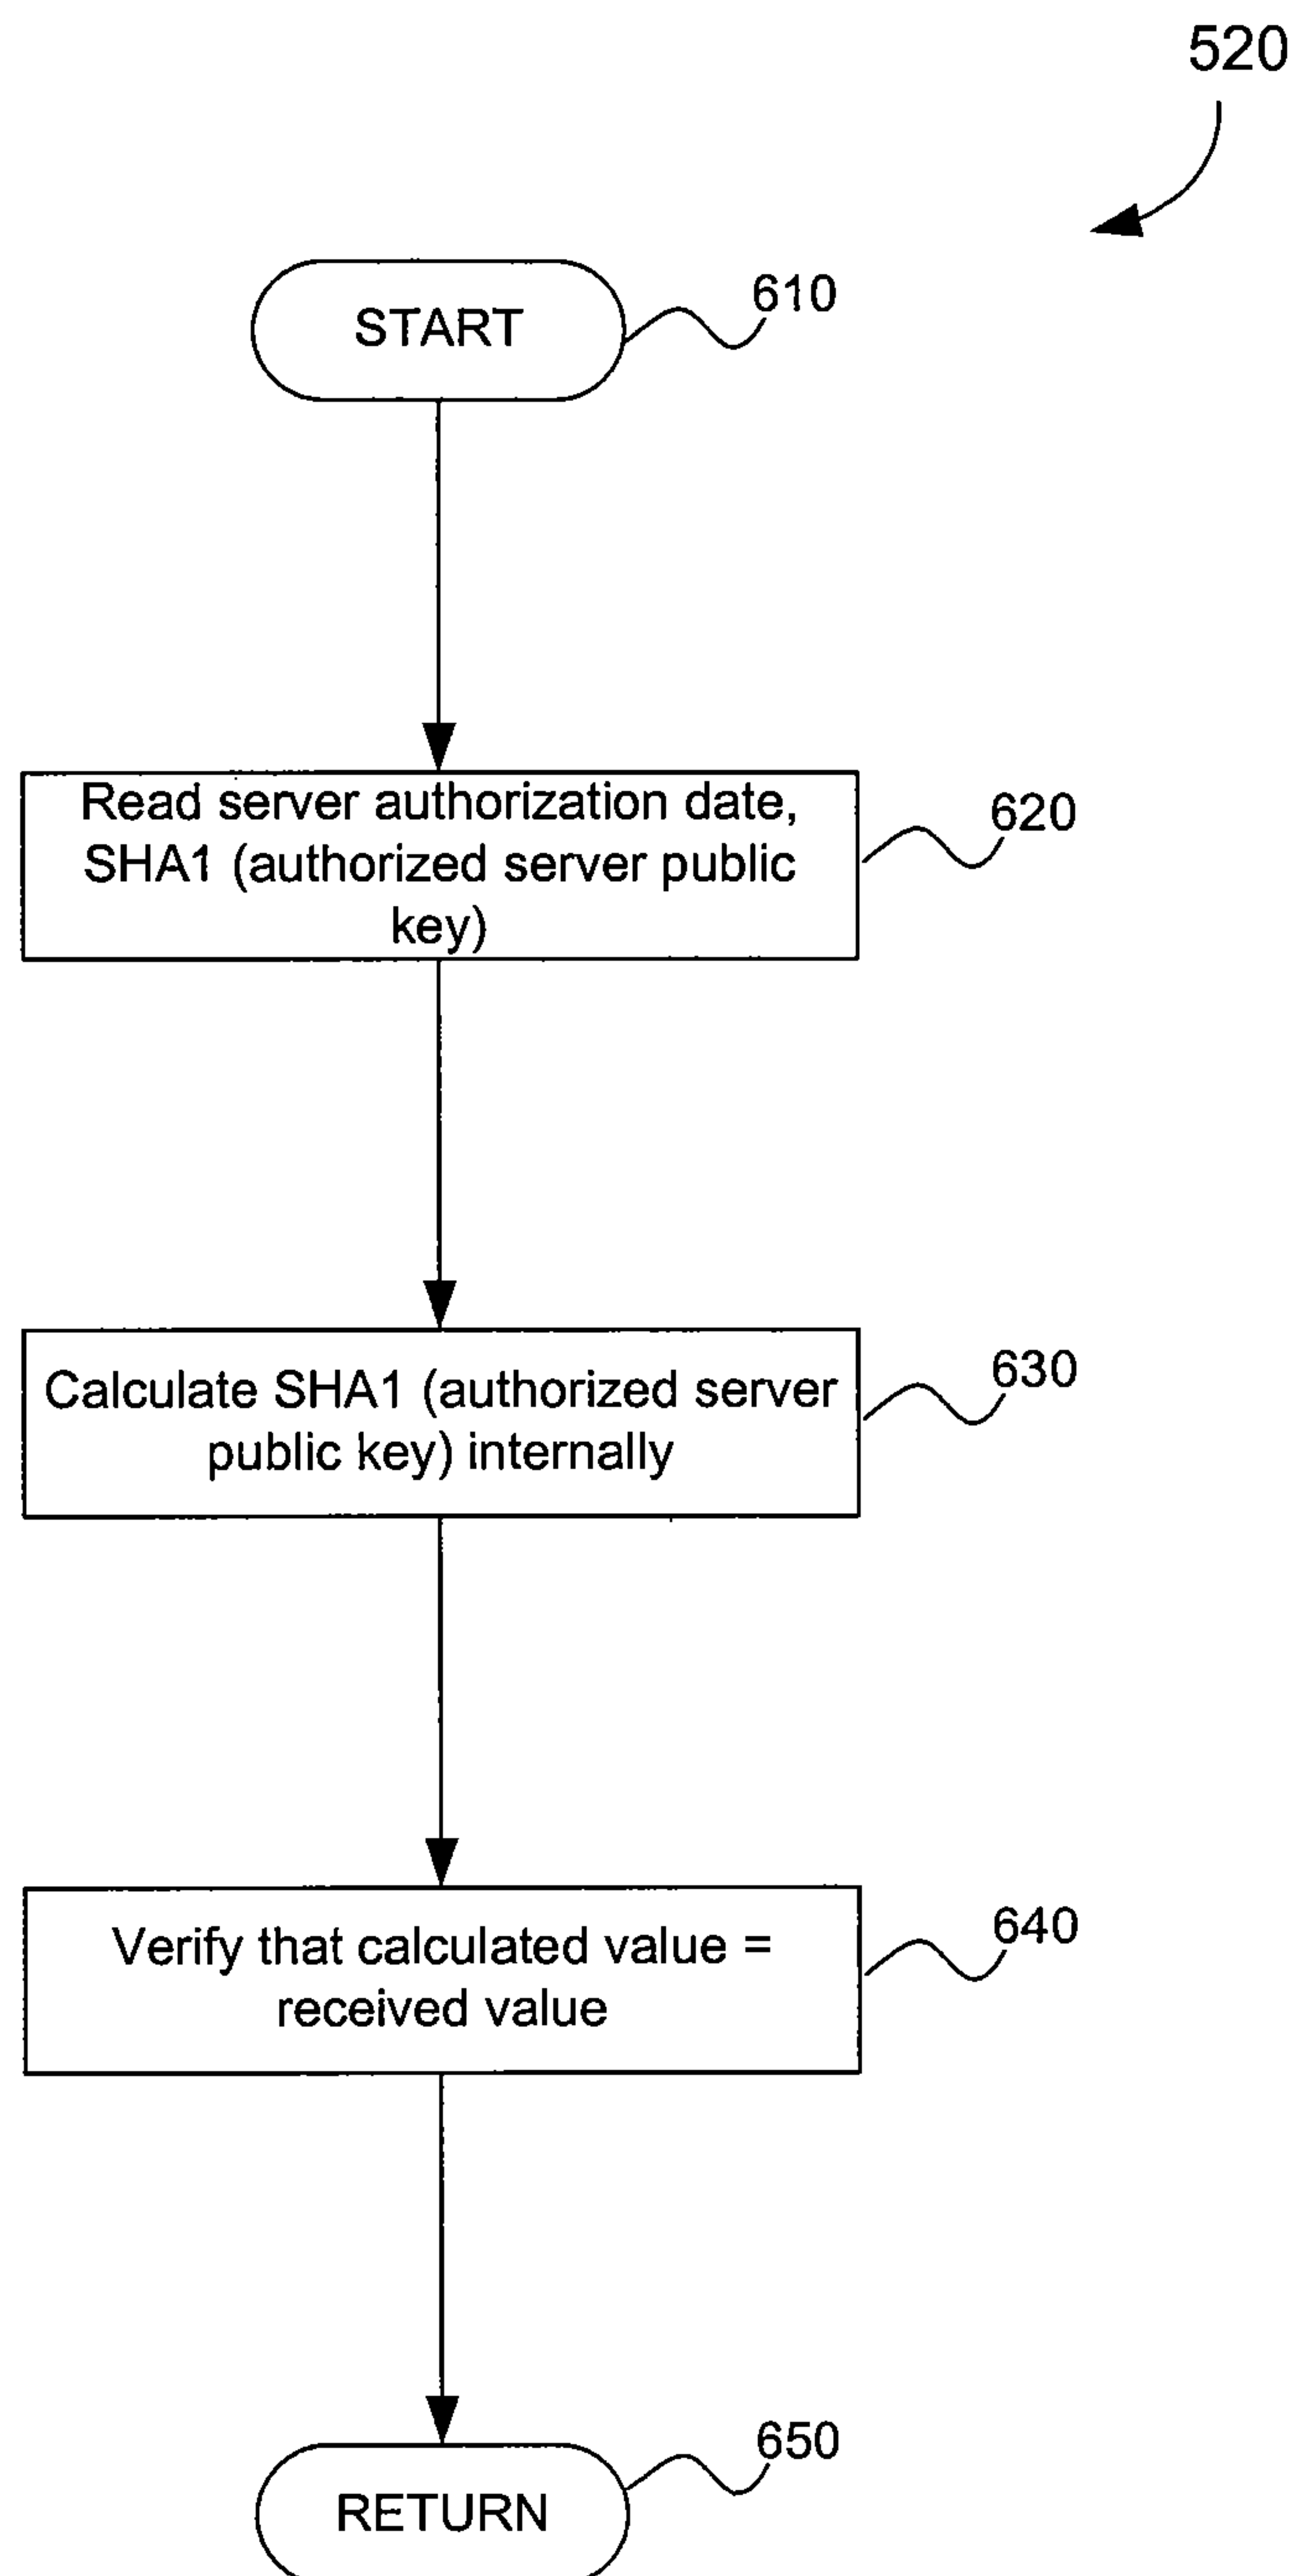 520
START
610
Read server authorization date,
SHA1 (authorized server public
key)
620
Calculate SHA1 (authorized server
public key) internally
630
Verify that calculated value =
received value
640
RETURN
650